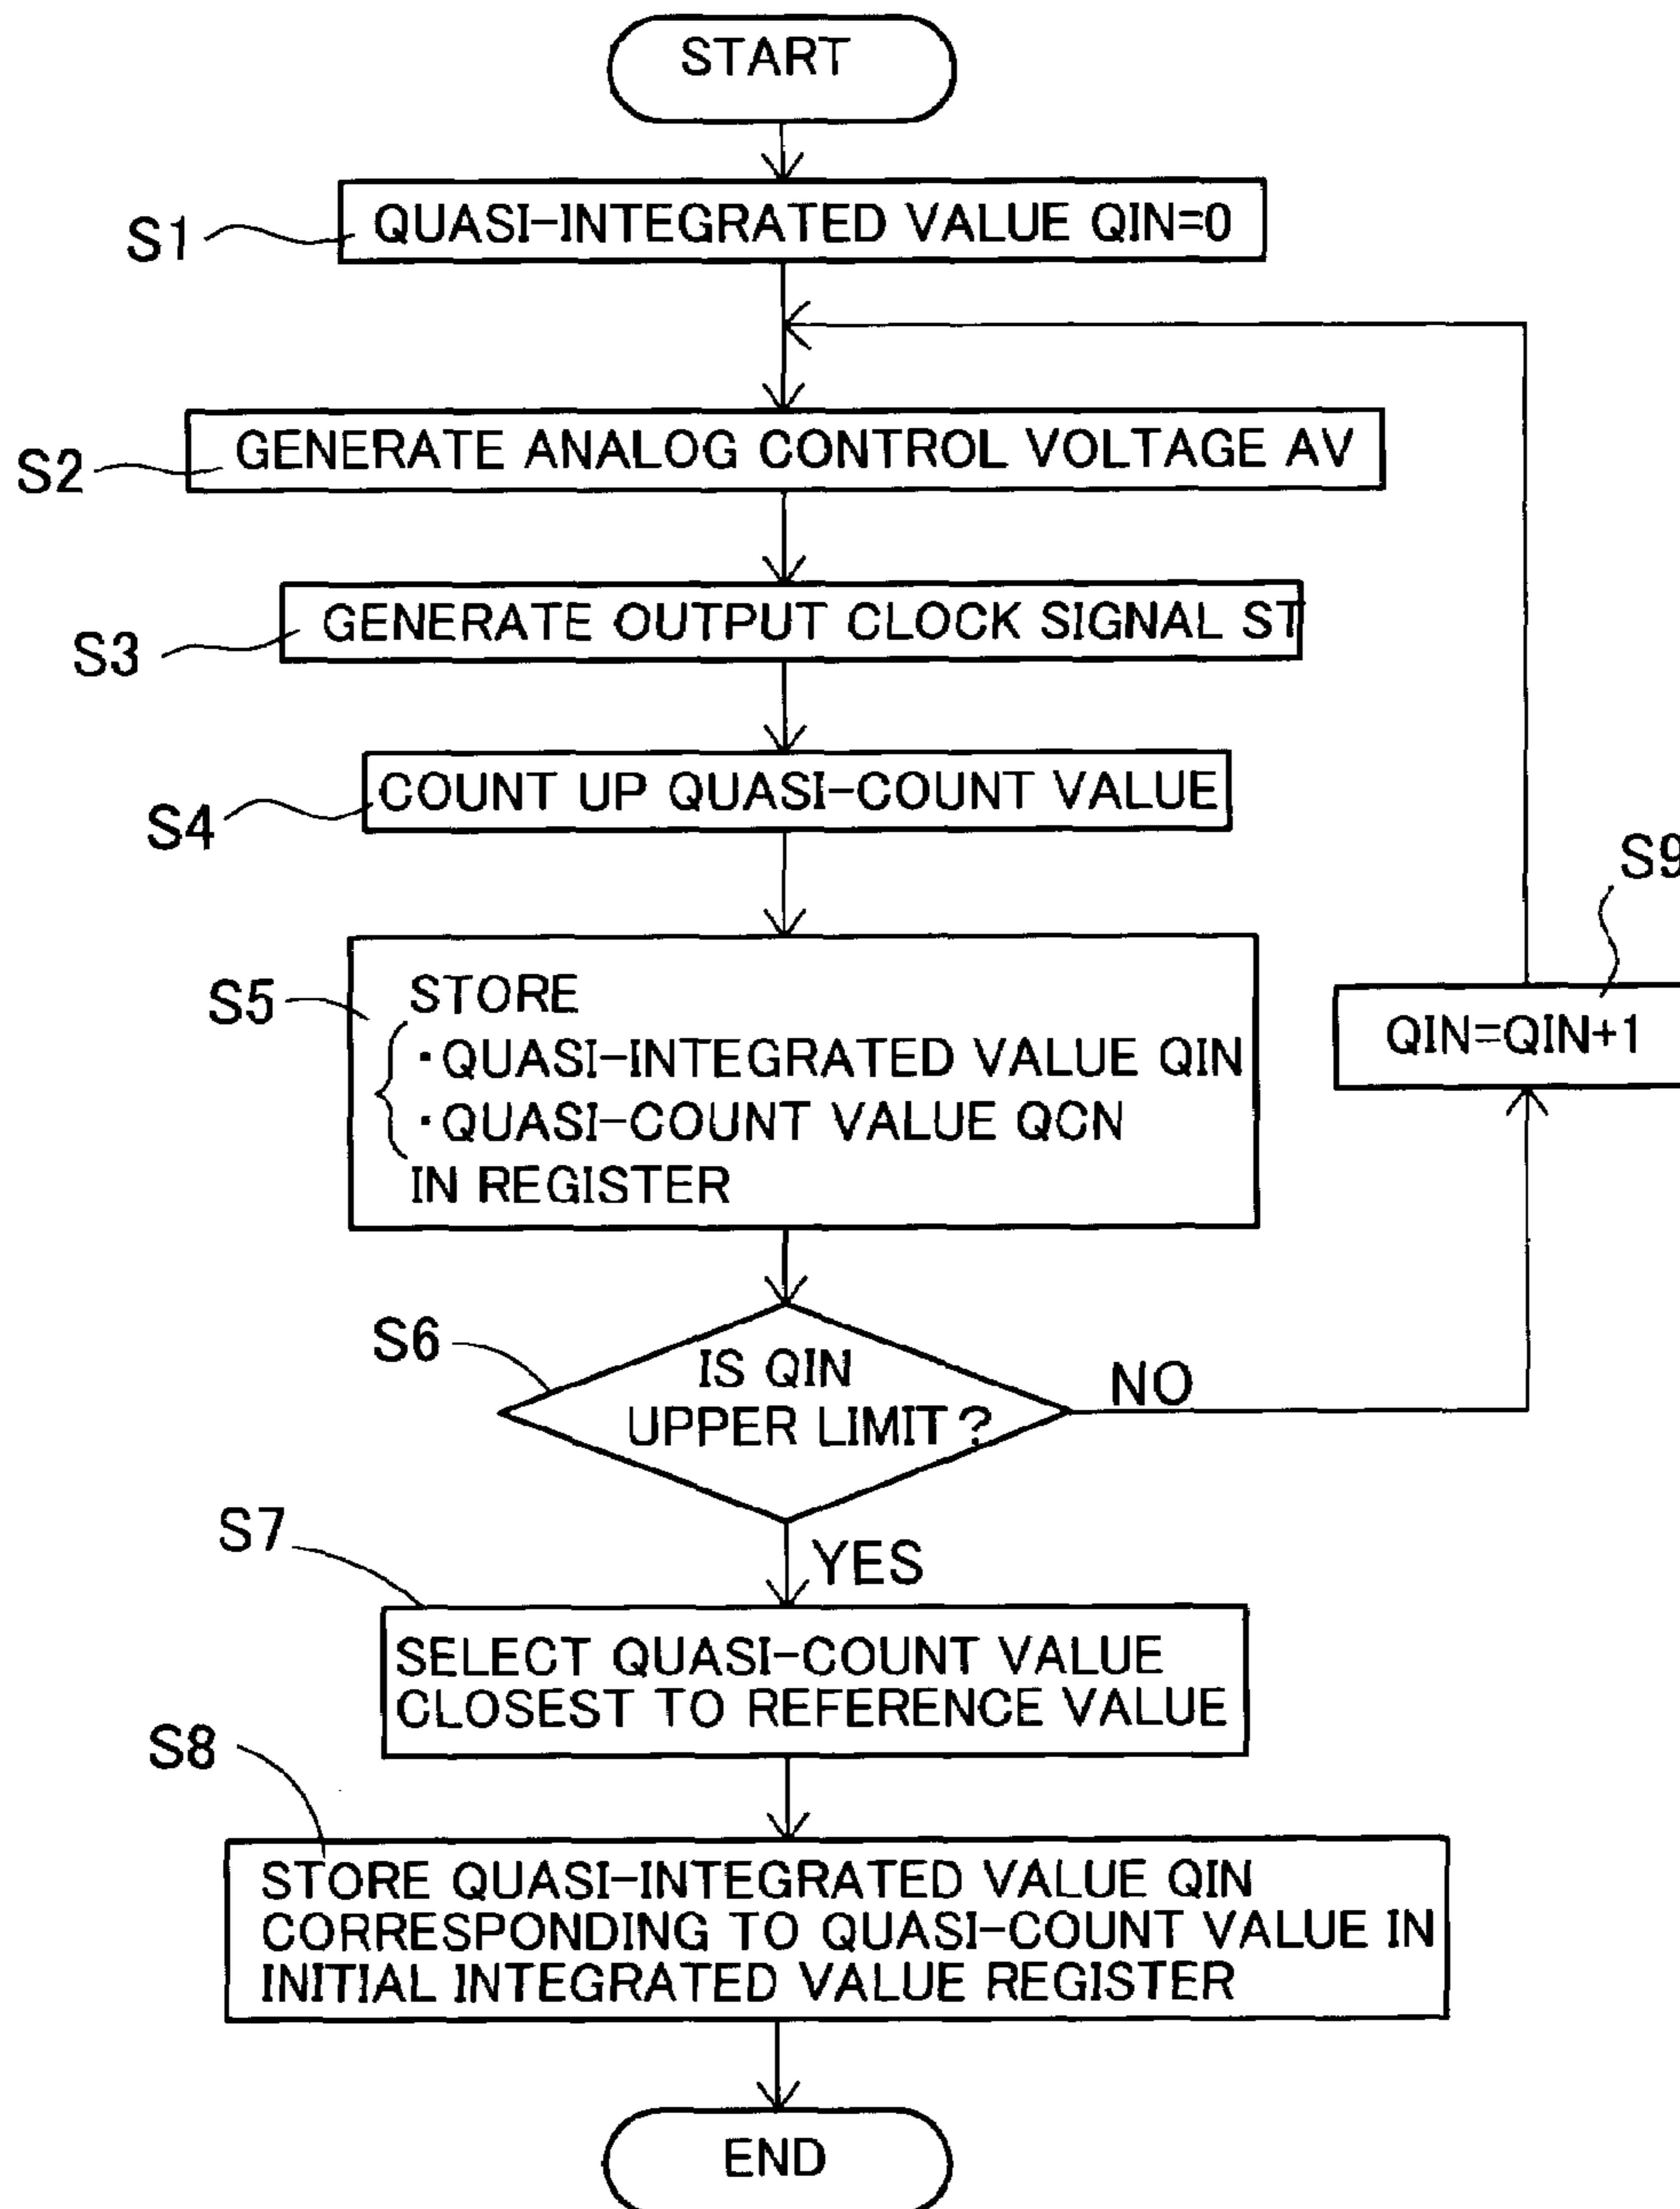 START
S1
QUASI-INTEGRATED VALUE QIN=0
S2
GENERATE ANALOG CONTROL VOLTAGE AV
S3
GENERATE OUTPUT CLOCK SIGNAL ST
S4
COUNT UP QUASI-COUNT VALUE
S5
STORE
・QUASI-INTEGRATED VALUE QIN
・QUASI-COUNT VALUE QCN
IN REGISTER
S9
QIN=QIN+1
S6
IS QIN
UPPER LIMIT?
NO
YES
S7
SELECT QUASI-COUNT VALUE
CLOSEST TO REFERENCE VALUE
S8
STORE QUASI-INTEGRATED VALUE QIN
CORRESPONDING TO QUASI-COUNT VALUE IN
INITIAL INTEGRATED VALUE REGISTER
END